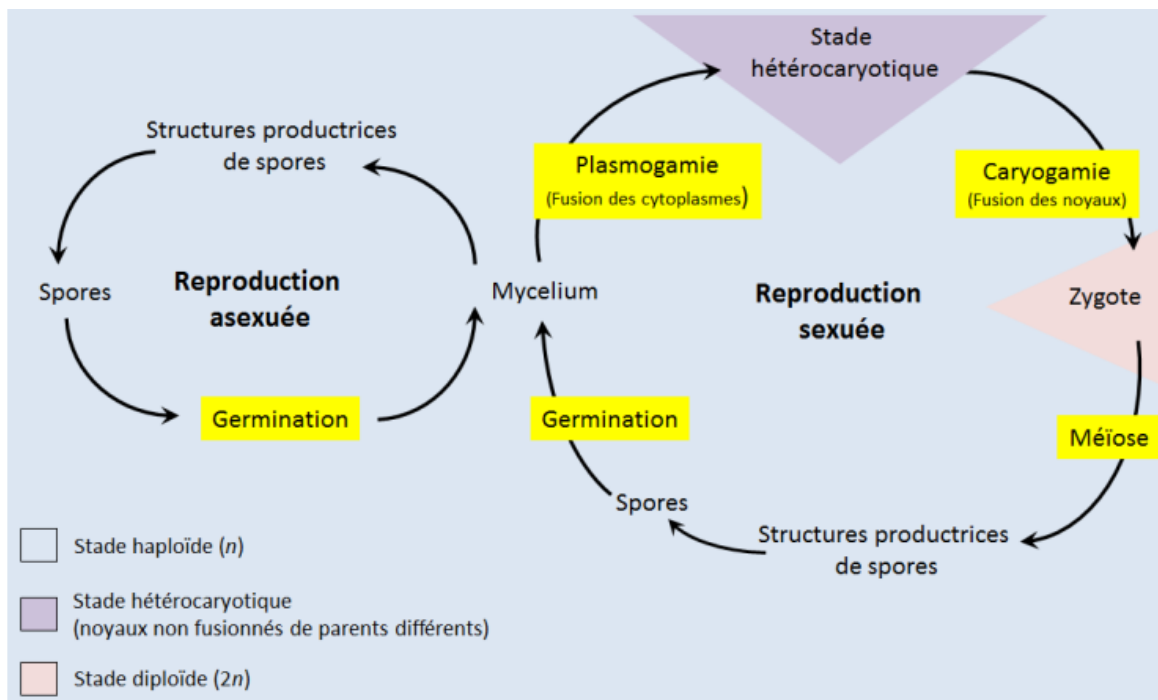 Stade
hétérocaryotique
Structures productrices
de spores
Plasmogamie
(Fusion des cytoplasmes)
Caryogamie
(Fusion des noyaux)
Spores
Reproduction
asexuée
Mycelium
Reproduction
sexuée
Zygote
Germination
Germination
Méïose
Spores
Structures productrices
de spores
Stade haploïde (n)
Stade hétérocaryotique
(noyaux non fusionnés de parents différents)
Stade diploïde (2n)